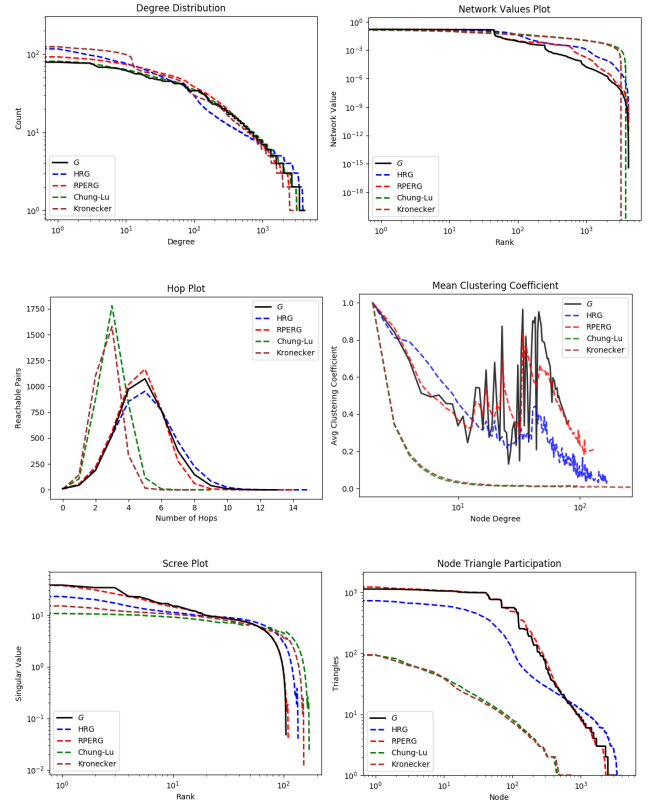 Degree Distribution
Count
10^2
10^1
10^0
G
HRG
RPERG
Chung-Lu
Kronecker
10^0 10^1 10^2 10^3
Degree
Network Values Plot
Network Value
10^0
10^−3
10^−6
10^−9
10^−12
10^−15
10^−18
G
HRG
RPERG
Chung-Lu
Kronecker
10^0 10^1 10^2 10^3
Rank
Hop Plot
Reachable Pairs
1750
1500
1250
1000
750
500
250
0
G
HRG
RPERG
Chung-Lu
Kronecker
0 2 4 6 8 10 12 14
Number of Hops
Mean Clustering Coefficient
Avg Clustering Coefficient
1.0
0.8
0.6
0.4
0.2
0.0
G
HRG
RPERG
Chung-Lu
Kronecker
10^1 10^2
Node Degree
Scree Plot
Singular Value
10^1
10^0
10^−1
10^−2
G
HRG
RPERG
Chung-Lu
Kronecker
10^0 10^1 10^2
Rank
Node Triangle Participation
Triangles
10^3
10^2
10^1
10^0
G
HRG
RPERG
Chung-Lu
Kronecker
10^0 10^1 10^2 10^3
Node